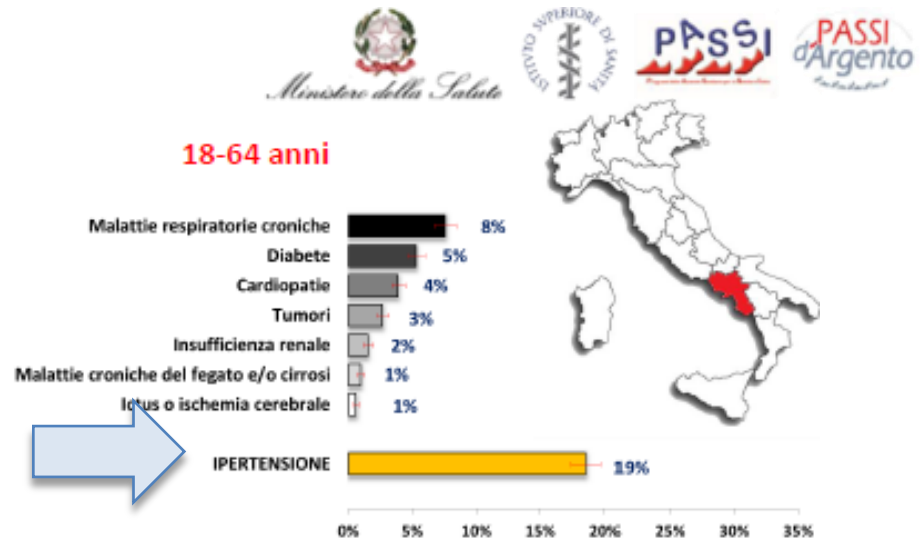 Ministero della Salute
ISTITUTO SUPERIORE DI SANITÀ
PASSI
PASSI
d'Argento
18-64 anni
Malattie respiratorie croniche 8%
Diabete 5%
Cardiopatie 4%
Tumori 3%
Insufficienza renale 2%
Malattie croniche del fegato e/o cirrosi 1%
Ictus o ischemia cerebrale 1%
IPERTENSIONE 19%
0% 5% 10% 15% 20% 25% 30% 35%